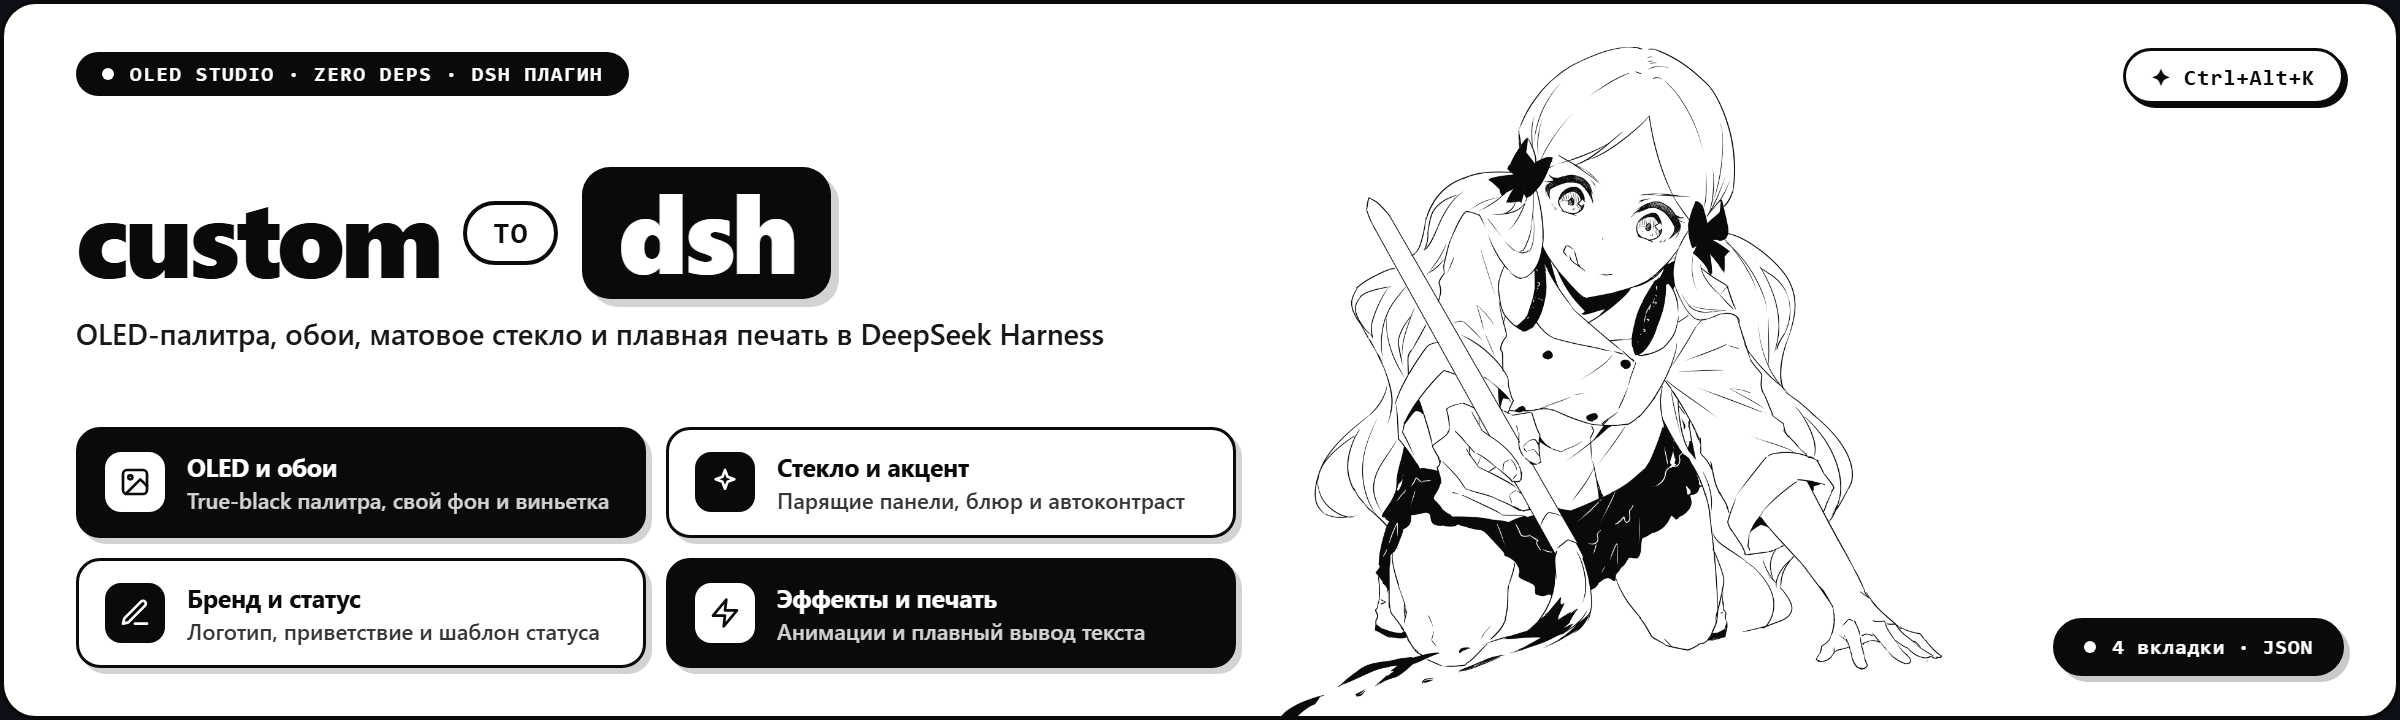 OLED STUDIO · ZERO DEPS · DSH ПЛАГИН
Ctrl+Alt+K
custom TO dsh
OLED-палитра, обои, матовое стекло и плавная печать в DeepSeek Harness
OLED и обои
True-black палитра, свой фон и виньетка
Стекло и акцент
Парящие панели, блюр и автоконтраст
Бренд и статус
Логотип, приветствие и шаблон статуса
Эффекты и печать
Анимации и плавный вывод текста
4 вкладки · JSON